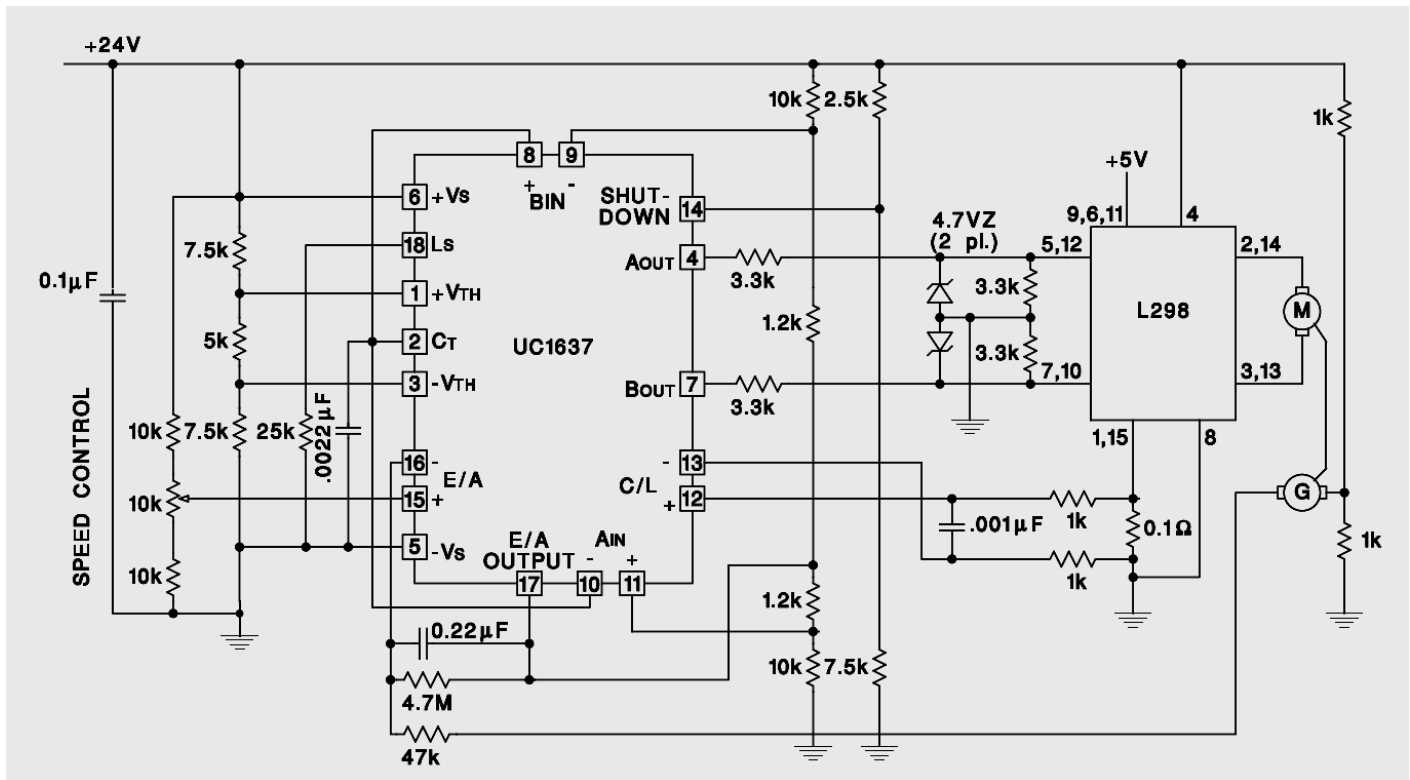 +24V
10k
2.5k
1k
8
9
+
BIN
-
+5V
6
+Vs
SHUT-
DOWN
14
9,6,11
4
7.5k
18
Ls
4.7VZ
(2 pl.)
5,12
2,14
AOUT
4
3.3k
0.1µF
1
+VTH
3.3k
1.2k
L298
M
5k
2
CT
UC1637
3.3k
3
-VTH
BOUT
7
3.3k
7,10
3,13
SPEED CONTROL
10k
7.5k
25k
.0022µF
1,15
8
16
-
E/A
-
13
C/L
15
+
12
+
G
10k
.001µF
1k
0.1Ω
1k
5
-Vs
E/A
OUTPUT
AIN
-
+
1k
10k
17
10
11
1.2k
0.22µF
10k
7.5k
4.7M
47k